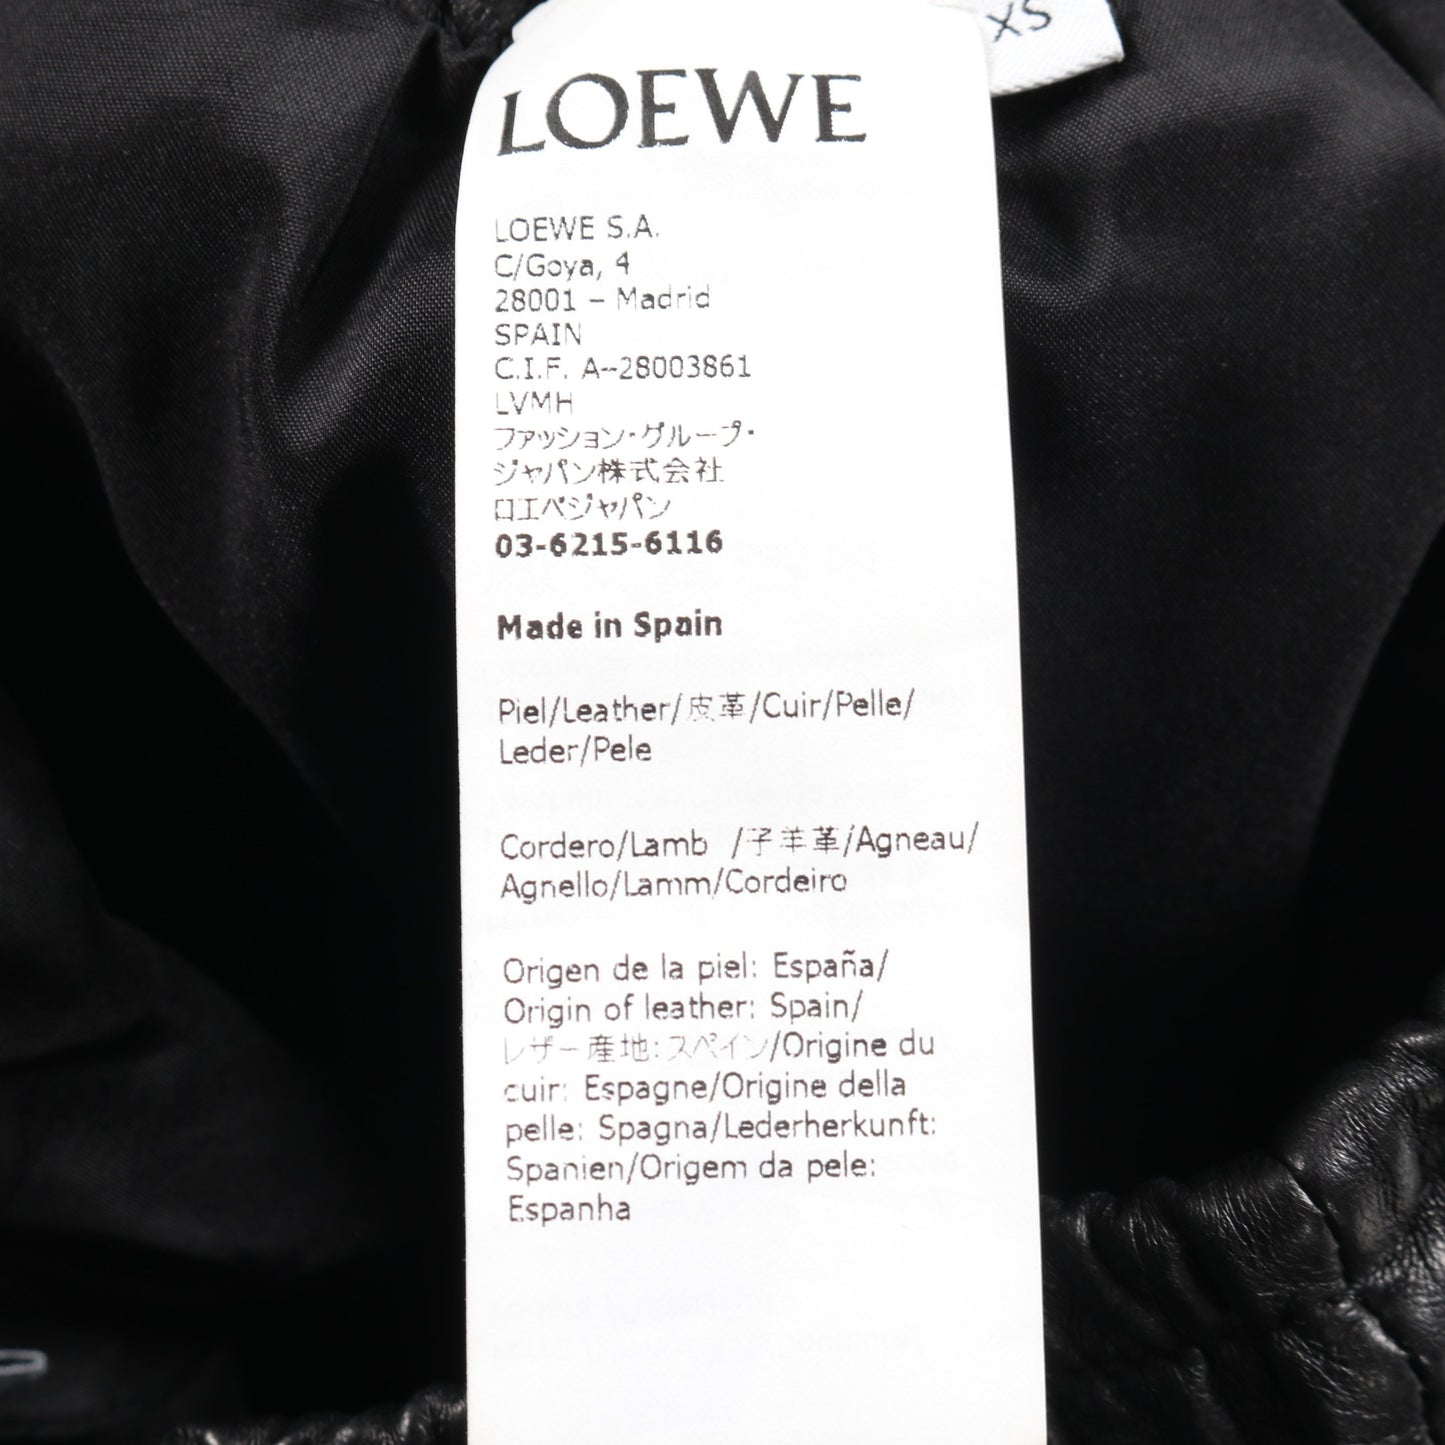 XS
LOEWE
LOEWE S.A.
C/Goya, 4
28001 – Madrid
SPAIN
C.I.F. A–28003861
LVMH
ファッション・グループ・
ジャパン株式会社
ロエベジャパン
03-6215-6116
Made in Spain
Piel/Leather/皮革/Cuir/Pelle/
Leder/Pele
Cordero/Lamb /子羊革/Agneau/
Agnello/Lamm/Cordeiro
Origen de la piel: España/
Origin of leather: Spain/
レザー産地: スペイン/Origine du
cuir: Espagne/Origine della
pelle: Spagna/Lederherkunft:
Spanien/Origem da pele:
Espanha